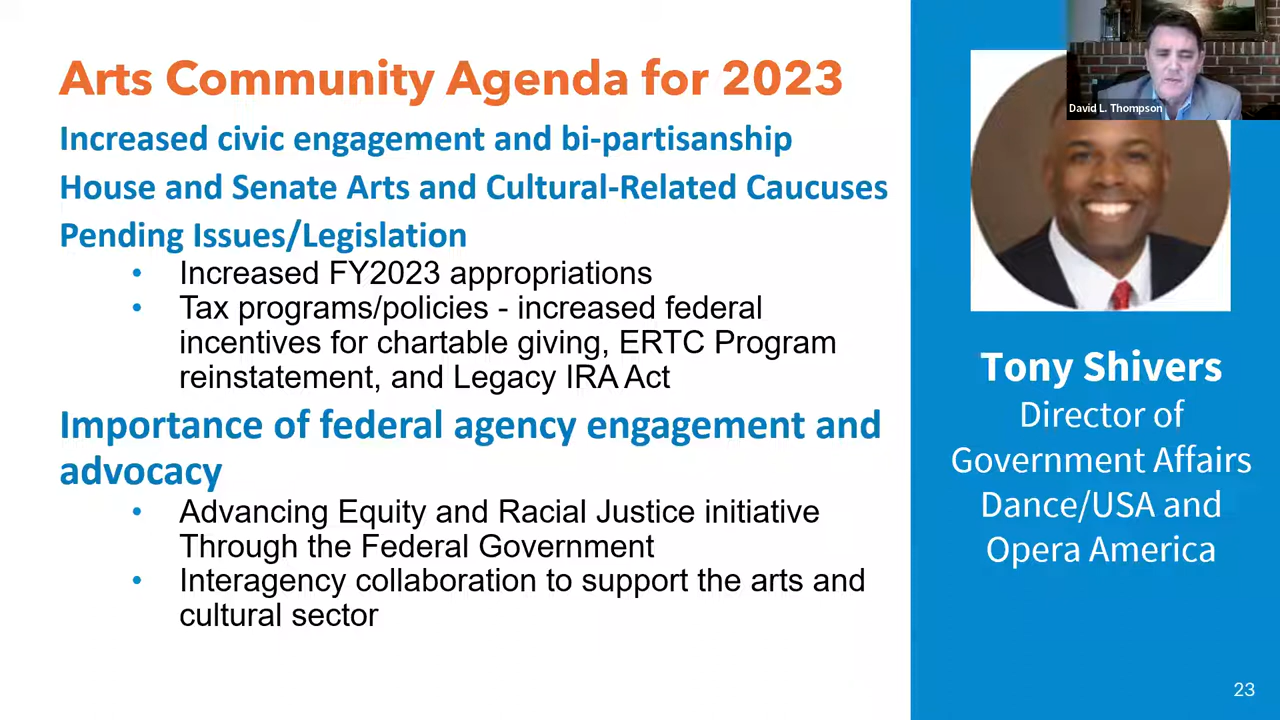 Arts Community Agenda for 2023
Increased civic engagement and bi-partisanship
House and Senate Arts and Cultural-Related Caucuses
Pending Issues/Legislation
• Increased FY2023 appropriations
• Tax programs/policies - increased federal
incentives for chartable giving, ERTC Program
reinstatement, and Legacy IRA Act
Importance of federal agency engagement and
advocacy
• Advancing Equity and Racial Justice initiative
Through the Federal Government
• Interagency collaboration to support the arts and
cultural sector
David L. Thompson
Tony Shivers
Director of
Government Affairs
Dance/USA and
Opera America
23